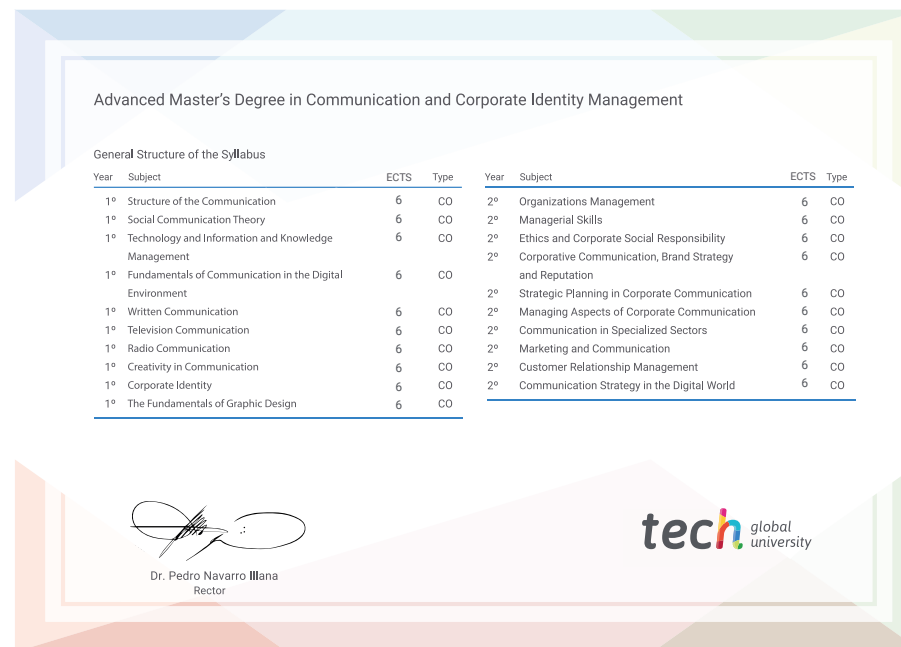 Advanced Master's Degree in Communication and Corporate Identity Management
General Structure of the Syllabus
Year Subject ECTS Type
1º Structure of the Communication 6 CO
1º Social Communication Theory 6 CO
1º Technology and Information and Knowledge 6 CO
Management
1º Fundamentals of Communication in the Digital 6 CO
Environment
1º Written Communication 6 CO
1º Television Communication 6 CO
1º Radio Communication 6 CO
1º Creativity in Communication 6 CO
1º Corporate Identity 6 CO
1º The Fundamentals of Graphic Design 6 CO
Year Subject ECTS Type
2º Organizations Management 6 CO
2º Managerial Skills 6 CO
2º Ethics and Corporate Social Responsibility 6 CO
2º Corporative Communication, Brand Strategy 6 CO
and Reputation
2º Strategic Planning in Corporate Communication 6 CO
2º Managing Aspects of Corporate Communication 6 CO
2º Communication in Specialized Sectors 6 CO
2º Marketing and Communication 6 CO
2º Customer Relationship Management 6 CO
2º Communication Strategy in the Digital World 6 CO
Dr. Pedro Navarro Illana
Rector
tech global
university